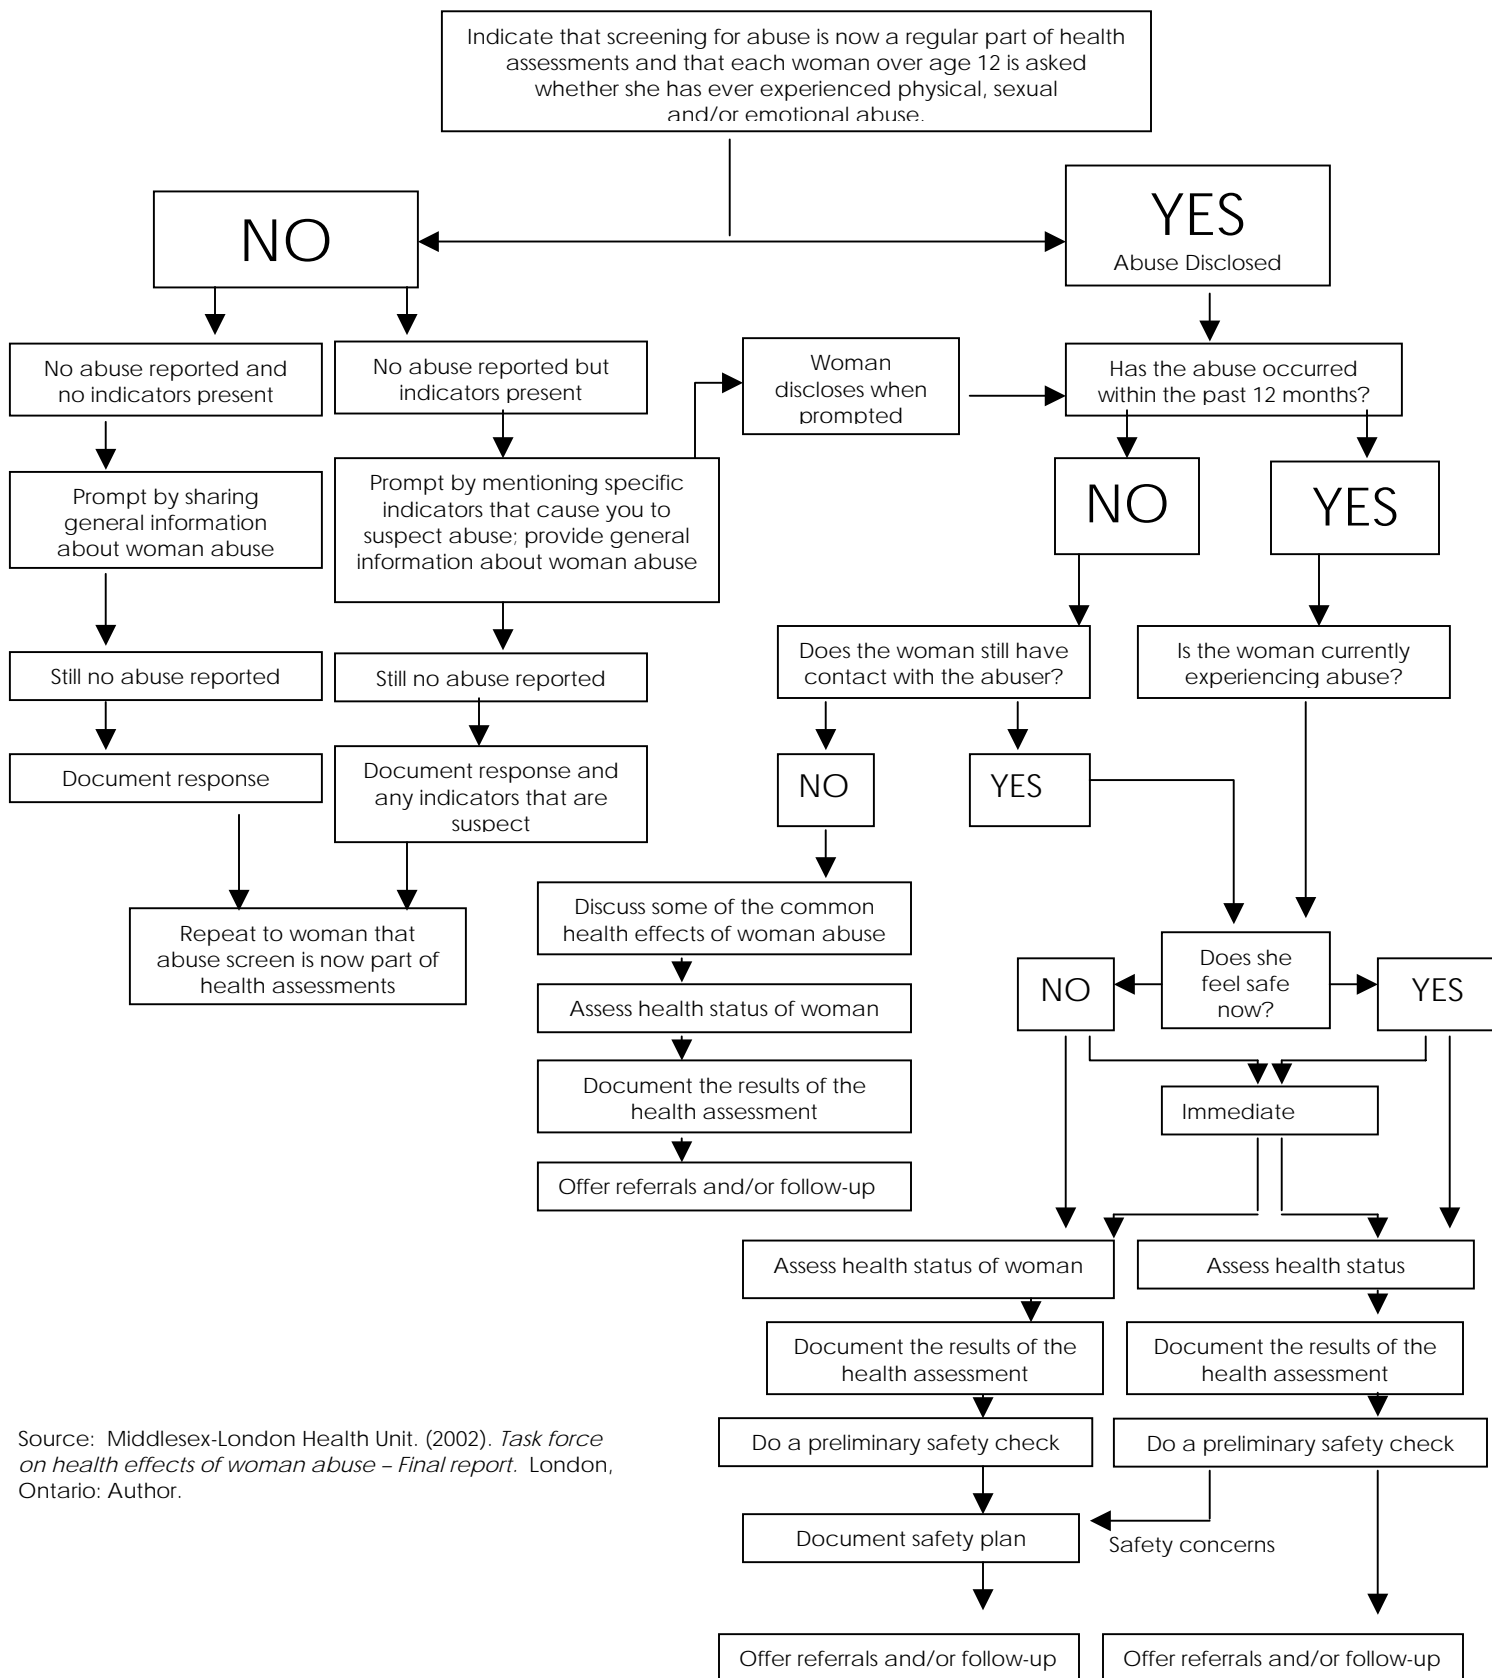 Indicate that screening for abuse is now a regular part of health
assessments and that each woman over age 12 is asked
whether she has ever experienced physical, sexual
and/or emotional abuse.
NO
YES
Abuse Disclosed
No abuse reported and
no indicators present
No abuse reported but
indicators present
Woman
discloses when
prompted
Has the abuse occurred
within the past 12 months?
Prompt by sharing
general information
about woman abuse
Prompt by mentioning specific
indicators that cause you to
suspect abuse; provide general
information about woman abuse
NO
YES
Still no abuse reported
Still no abuse reported
Does the woman still have
contact with the abuser?
Is the woman currently
experiencing abuse?
Document response
Document response and
any indicators that are
suspect
NO
YES
Repeat to woman that
abuse screen is now part of
health assessments
Discuss some of the common
health effects of woman abuse
Does she
feel safe
now?
NO
YES
Assess health status of woman
Document the results of the
health assessment
Immediate
Offer referrals and/or follow-up
Assess health status of woman
Assess health status
Document the results of the
health assessment
Document the results of the
health assessment
Do a preliminary safety check
Do a preliminary safety check
Document safety plan
Safety concerns
Offer referrals and/or follow-up
Offer referrals and/or follow-up
Source: Middlesex-London Health Unit. (2002). Task force
on health effects of woman abuse – Final report. London,
Ontario: Author.